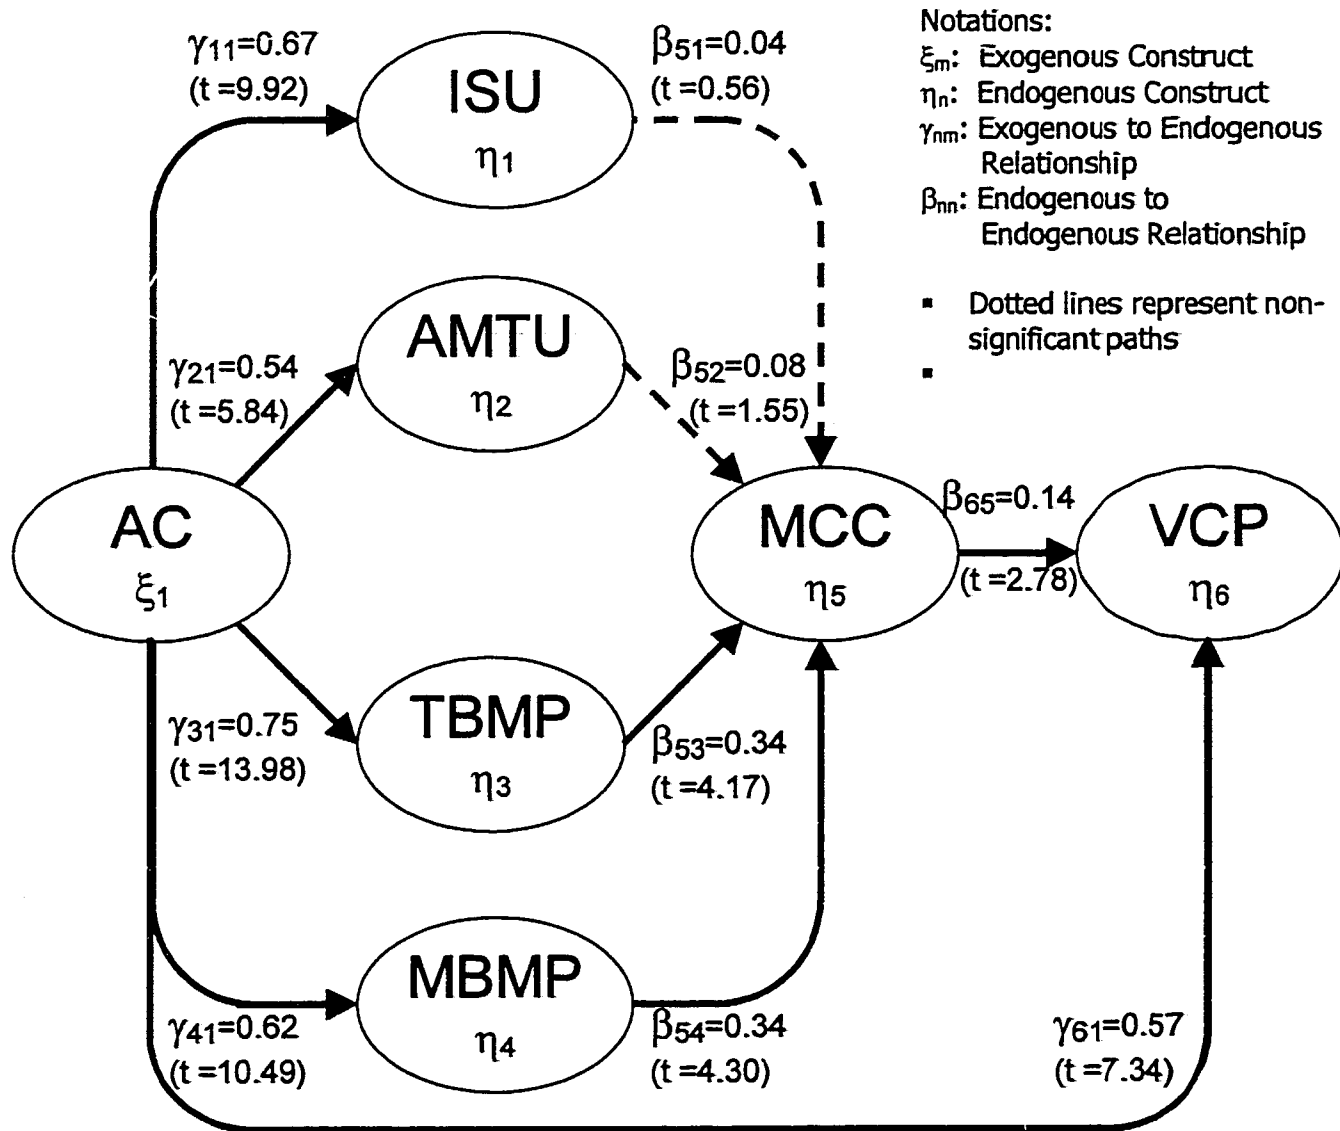 γ11=0.67
(t =9.92)
ISU
η1
β51=0.04
(t =0.56)
Notations:
ξm: Exogenous Construct
ηn: Endogenous Construct
γnm: Exogenous to Endogenous
Relationship
βnn: Endogenous to
Endogenous Relationship
▪ Dotted lines represent non-
significant paths
▪
γ21=0.54
(t =5.84)
AMTU
η2
β52=0.08
(t =1.55)
AC
ξ1
MCC
η5
β65=0.14
(t =2.78)
VCP
η6
γ31=0.75
(t =13.98)
TBMP
η3
β53=0.34
(t =4.17)
γ41=0.62
(t =10.49)
MBMP
η4
β54=0.34
(t =4.30)
γ61=0.57
(t =7.34)